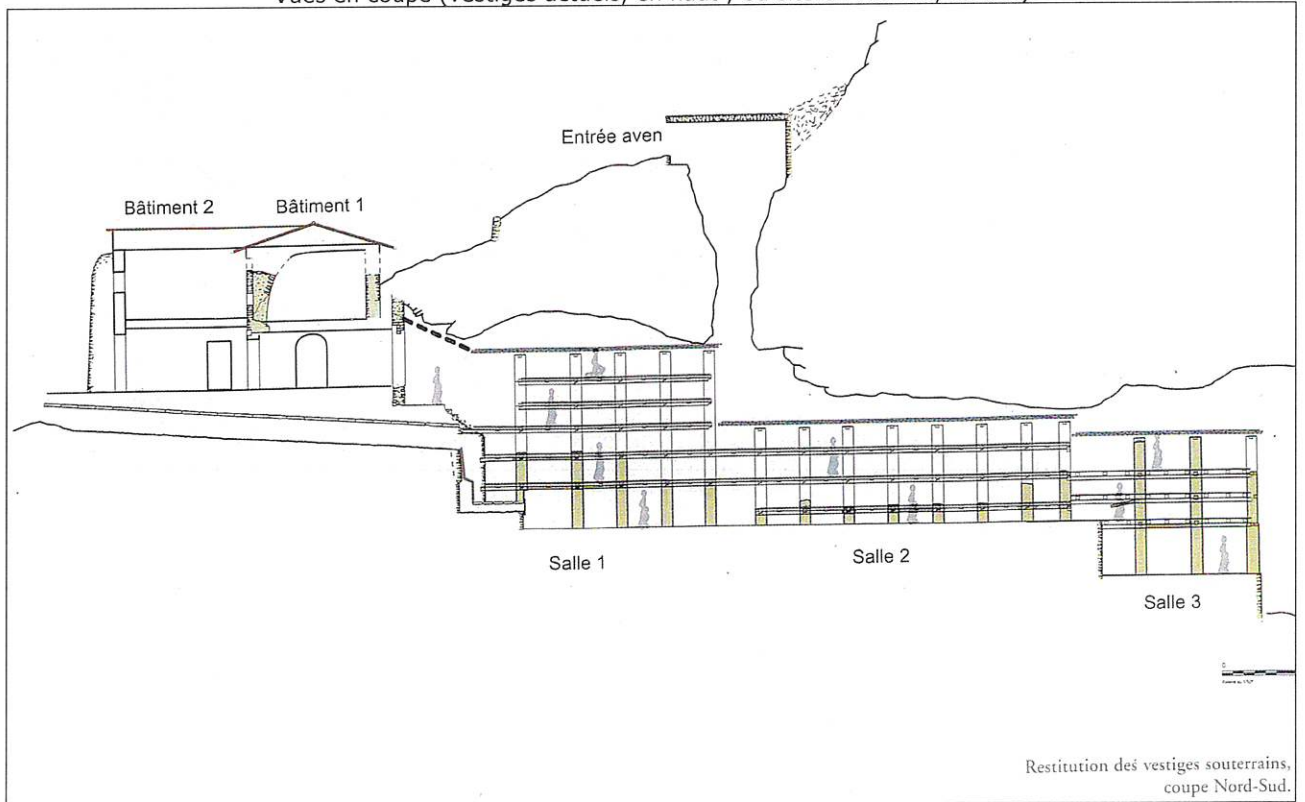 Entrée aven
Bâtiment 2
Bâtiment 1
Salle 1
Salle 2
Salle 3
Restitution des vestiges souterrains,
coupe Nord-Sud.